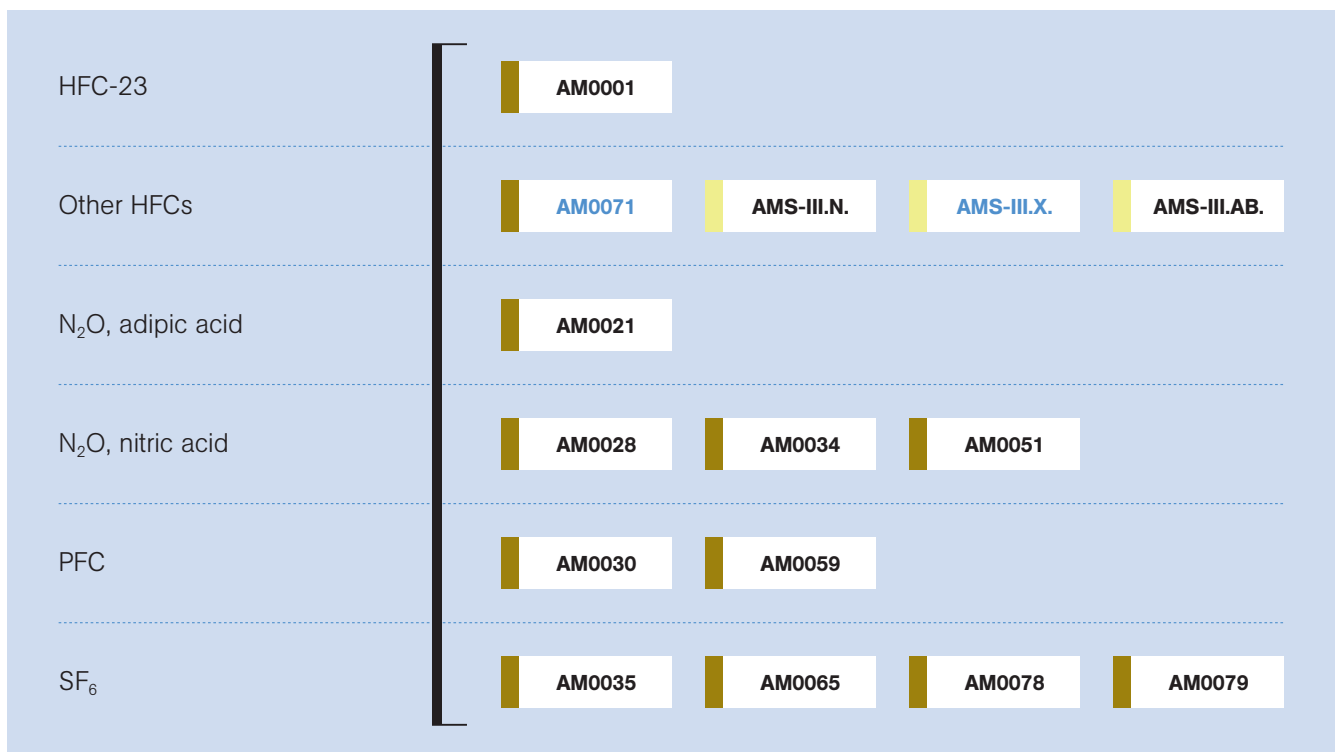 HFC-23 AM0001
Other HFCs AM0071 AMS-III.N. AMS-III.X. AMS-III.AB.
N₂O, adipic acid AM0021
N₂O, nitric acid AM0028 AM0034 AM0051
PFC AM0030 AM0059
SF₆ AM0035 AM0065 AM0078 AM0079